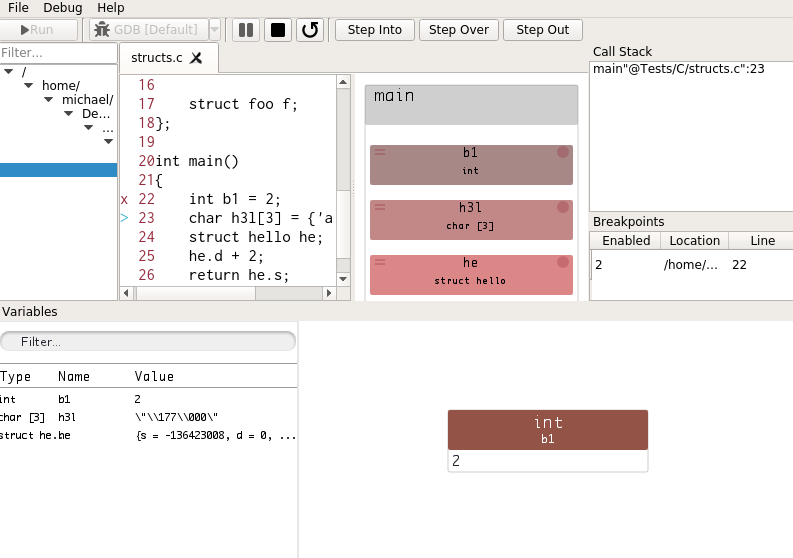 File Debug Help
Run GDB [Default] Step Into Step Over Step Out
Filter...
/
home/
michael/
De...
...
structs.c
16
17 struct foo f;
18};
19
20int main()
21{
x 22 int b1 = 2;
> 23 char h3l[3] = {'a
24 struct hello he;
25 he.d + 2;
26 return he.s;
main
b1
int
h3l
char [3]
he
struct hello
Call Stack
main"@Tests/C/structs.c":23
Breakpoints
Enabled Location Line
2 /home/... 22
Variables
Filter...
Type Name Value
int b1 2
char [3] h3l \"\\177\\000\"
struct he... he {s = -136423008, d = 0, ...
int
b1
2